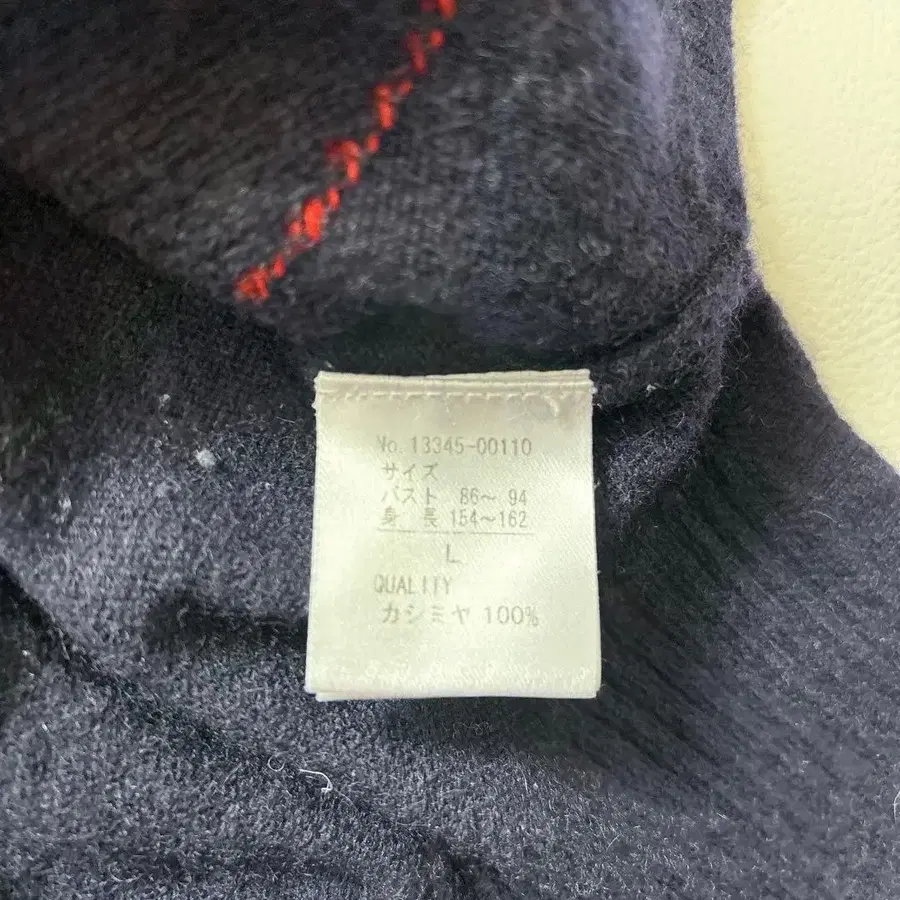 No. 13345-00110
サイズ
バスト 86～ 94
身 長 154～162
L
QUALITY
カシミヤ 100%